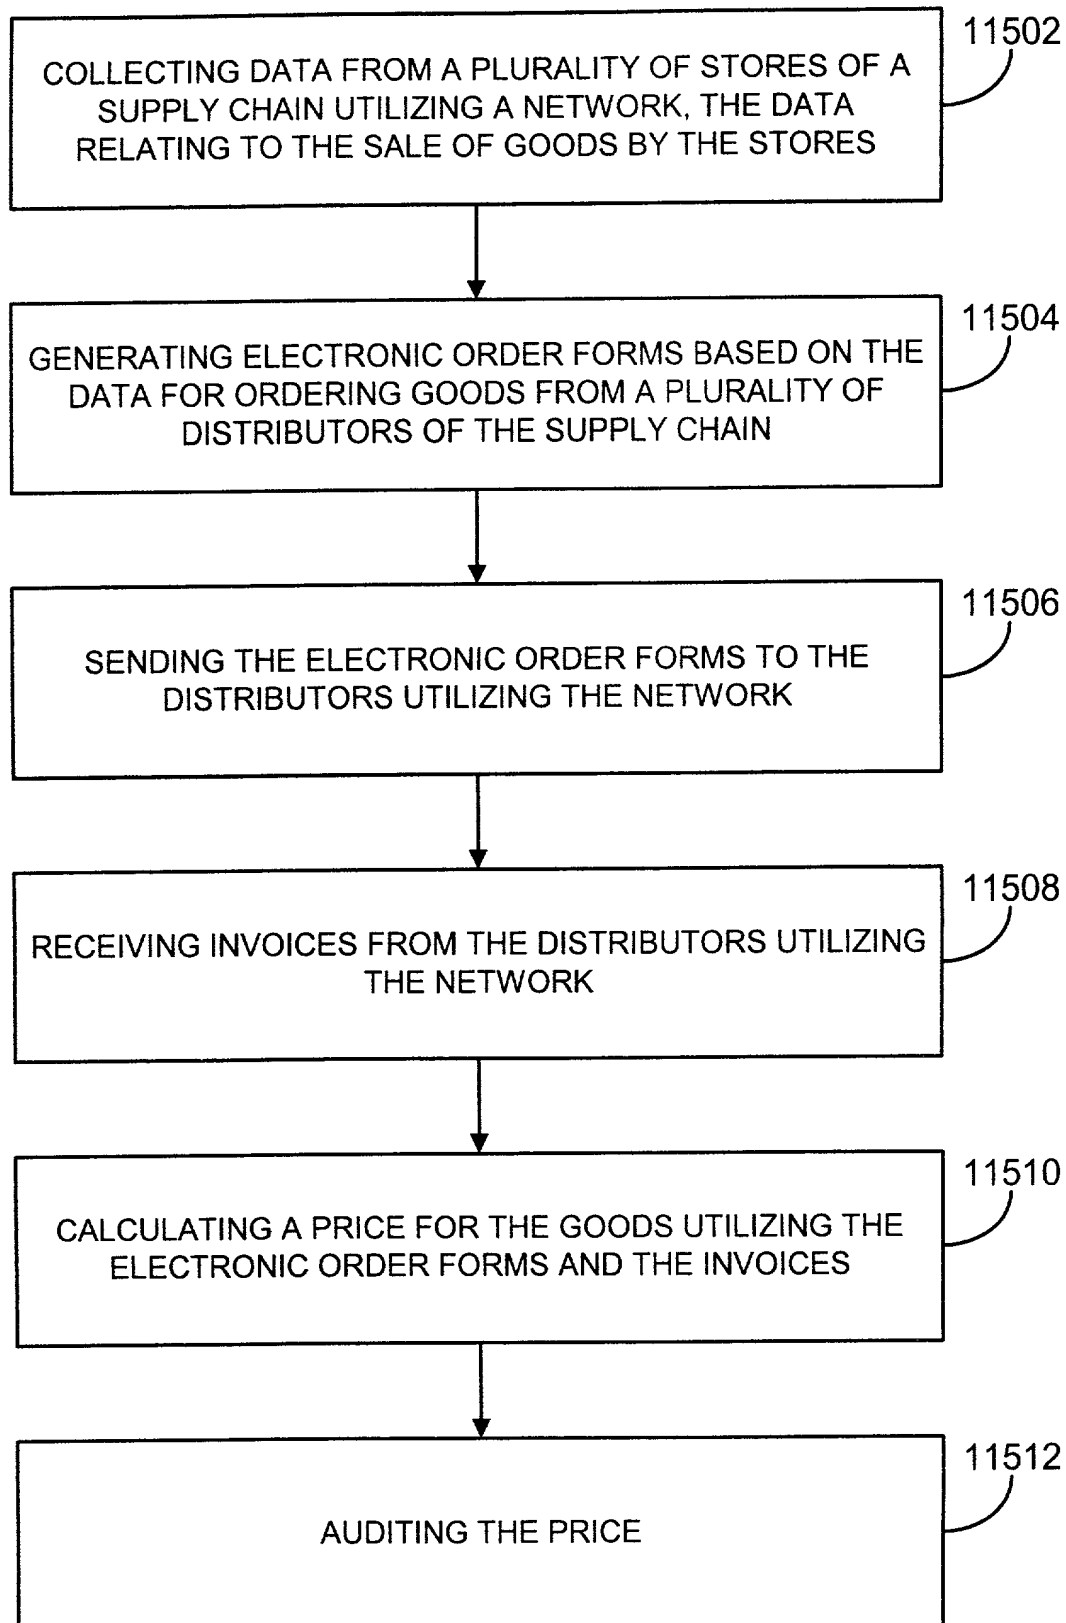 11502
COLLECTING DATA FROM A PLURALITY OF STORES OF A
SUPPLY CHAIN UTILIZING A NETWORK, THE DATA
RELATING TO THE SALE OF GOODS BY THE STORES
11504
GENERATING ELECTRONIC ORDER FORMS BASED ON THE
DATA FOR ORDERING GOODS FROM A PLURALITY OF
DISTRIBUTORS OF THE SUPPLY CHAIN
11506
SENDING THE ELECTRONIC ORDER FORMS TO THE
DISTRIBUTORS UTILIZING THE NETWORK
11508
RECEIVING INVOICES FROM THE DISTRIBUTORS UTILIZING
THE NETWORK
11510
CALCULATING A PRICE FOR THE GOODS UTILIZING THE
ELECTRONIC ORDER FORMS AND THE INVOICES
11512
AUDITING THE PRICE